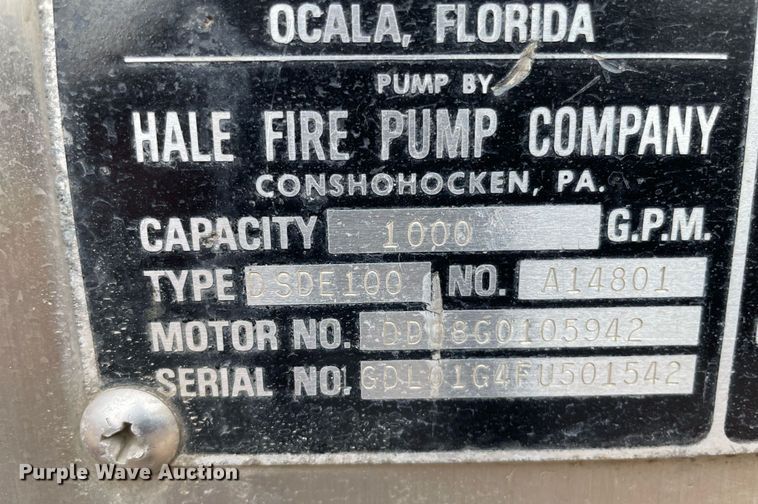 OCALA, FLORIDA
PUMP BY
HALE FIRE PUMP COMPANY
CONSHOHOCKEN, PA.
CAPACITY 1000 G.P.M.
TYPE DSDE100 NO. A14801
MOTOR NO. DD08G0105942
SERIAL NO. 1GDL01G4FU501542
Purple Wave Auction